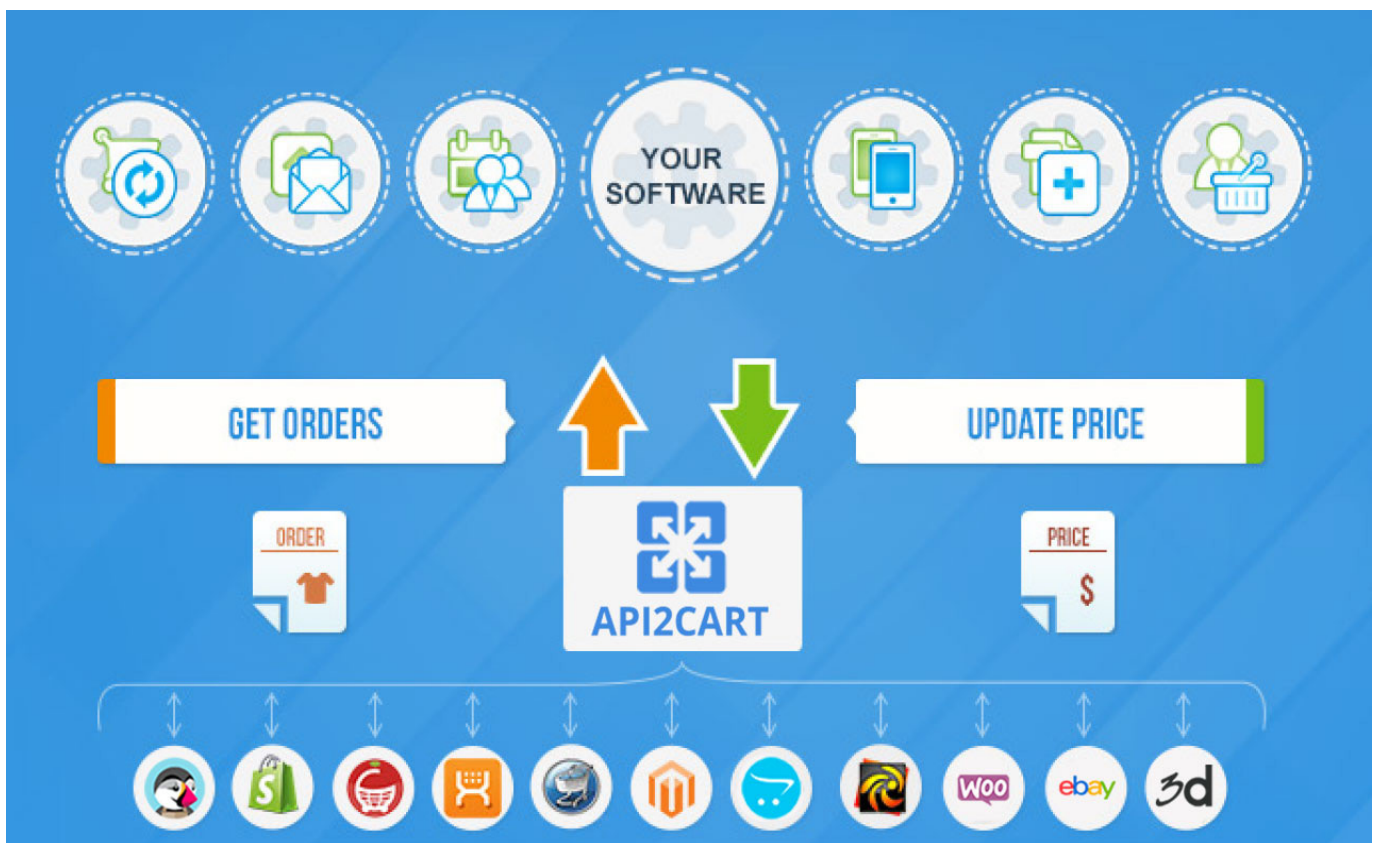 YOUR
SOFTWARE
GET ORDERS
UPDATE PRICE
ORDER
PRICE
$
API2CART
S
WOO
ebay
3d